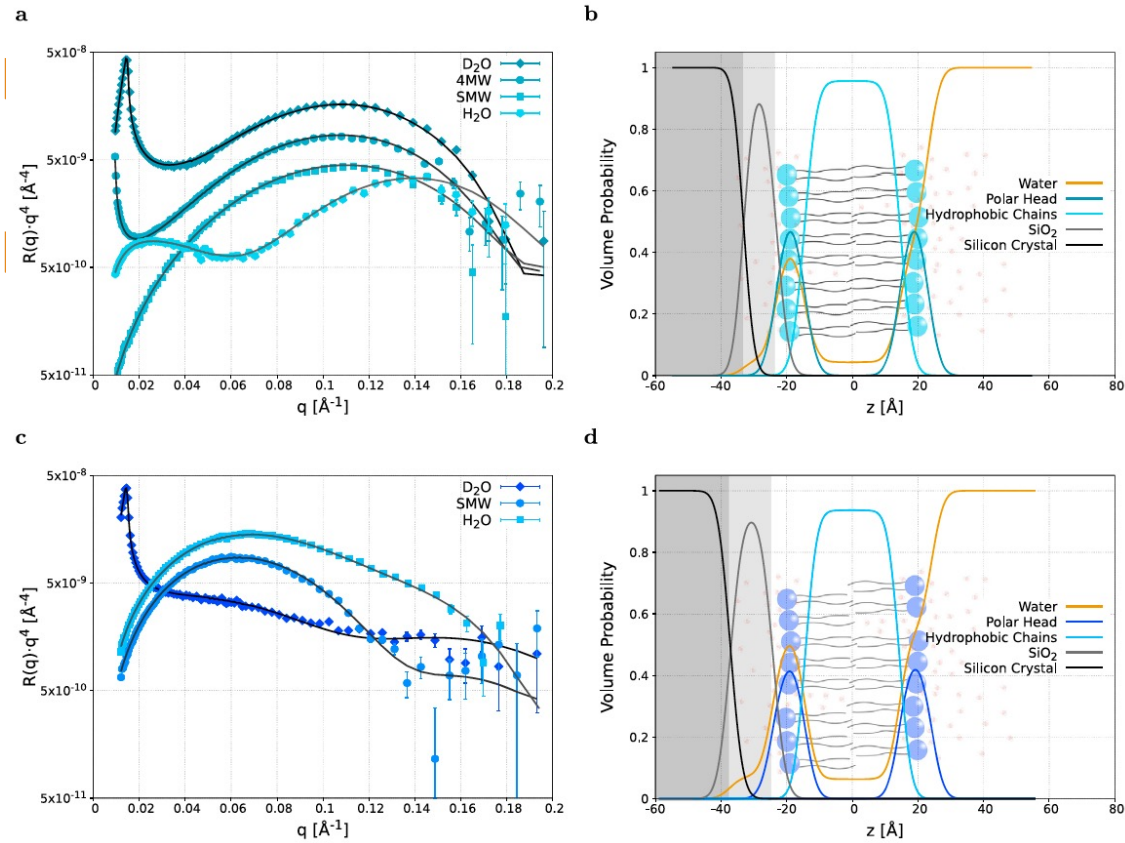 a
5x10⁻⁸
5x10⁻⁹
5x10⁻¹⁰
5x10⁻¹¹
R(q)·q⁴ [Å⁻⁴]
D₂O
4MW
SMW
H₂O
0 0.02 0.04 0.06 0.08 0.1 0.12 0.14 0.16 0.18 0.2
q [Å⁻¹]
b
1
0.8
0.6
0.4
0.2
0
Volume Probability
Water
Polar Head
Hydrophobic Chains
SiO₂
Silicon Crystal
-60 -40 -20 0 20 40 60 80
z [Å]
c
5x10⁻⁸
5x10⁻⁹
5x10⁻¹⁰
5x10⁻¹¹
R(q)·q⁴ [Å⁻⁴]
D₂O
SMW
H₂O
0 0.02 0.04 0.06 0.08 0.1 0.12 0.14 0.16 0.18 0.2
q [Å⁻¹]
d
1
0.8
0.6
0.4
0.2
0
Volume Probability
Water
Polar Head
Hydrophobic Chains
SiO₂
Silicon Crystal
-60 -40 -20 0 20 40 60 80
z [Å]